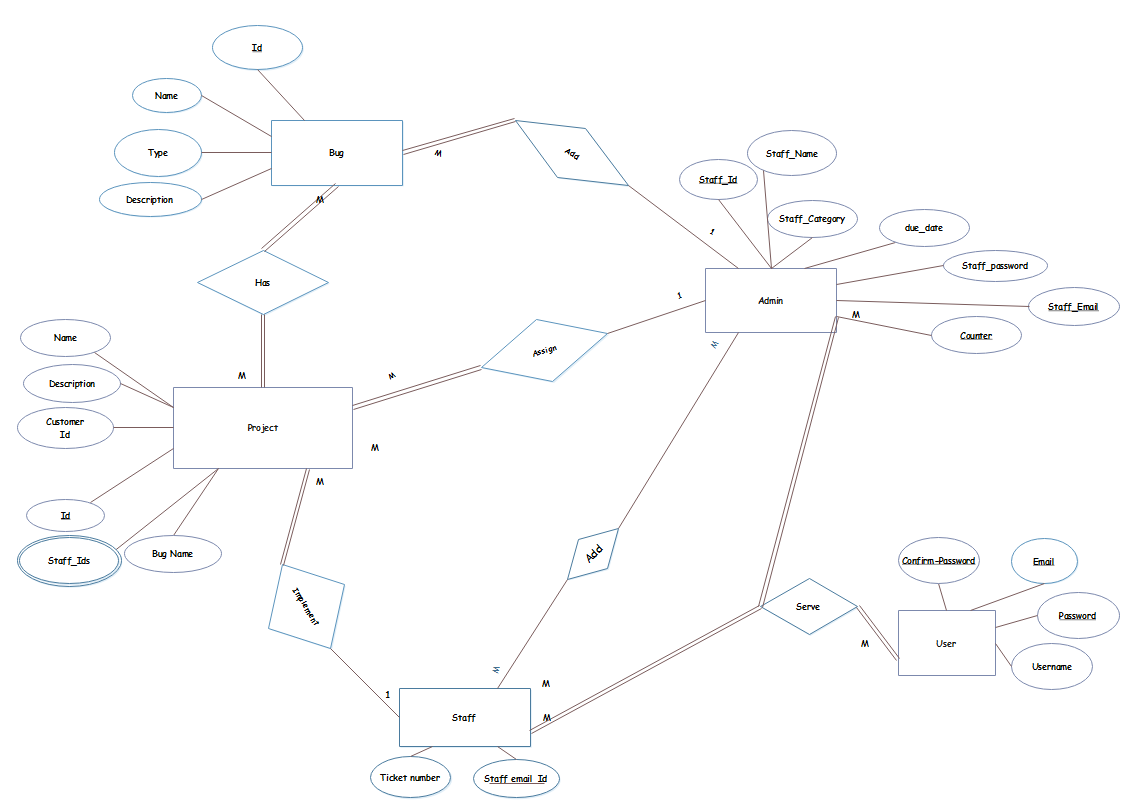 Id
Name
Type
Bug
Add
M
Description
M
Staff_Name
Staff_Id
Staff_Category
due_date
1
Staff_password
Has
Admin
1
Staff_Email
M
Counter
Name
Assign
M
M
M
Description
Customer
Id
Project
M
M
Id
Staff_Ids
Bug Name
Add
Confirm-Password
Email
Implement
Serve
Password
M
User
Username
M
M
1
Staff
M
Ticket number
Staff email Id